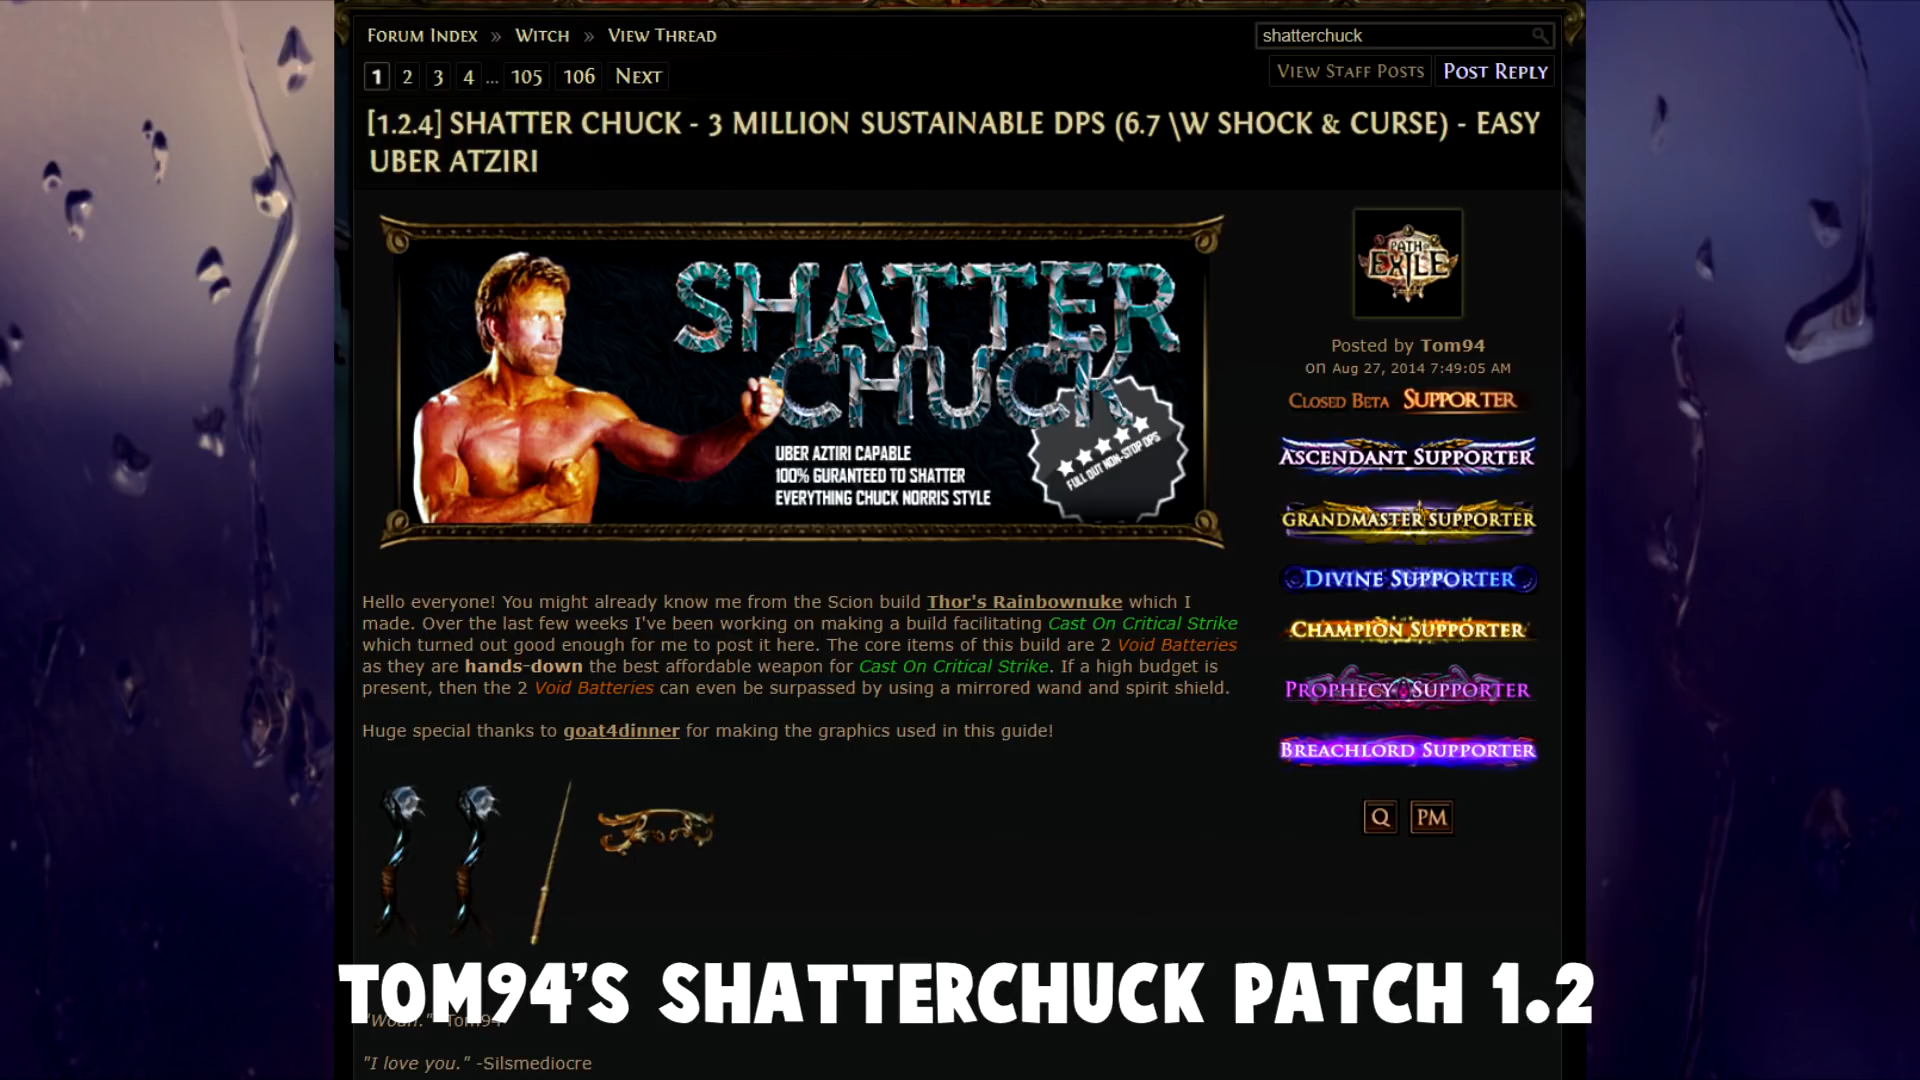 FORUM INDEX » WITCH » VIEW THREAD
shatterchuck
1 2 3 4 ... 105 106 NEXT
VIEW STAFF POSTS POST REPLY
[1.2.4] SHATTER CHUCK - 3 MILLION SUSTAINABLE DPS (6.7 \W SHOCK & CURSE) - EASY
UBER ATZIRI
SHATTER
CHUCK
UBER AZTIRI CAPABLE
100% GURANTEED TO SHATTER
EVERYTHING CHUCK NORRIS STYLE
FULL OUT NON-STOP DPS
PATH OF
EXILE
Posted by Tom94
on Aug 27, 2014 7:49:05 AM
CLOSED BETA SUPPORTER
ASCENDANT SUPPORTER
GRANDMASTER SUPPORTER
DIVINE SUPPORTER
CHAMPION SUPPORTER
PROPHECY SUPPORTER
BREACHLORD SUPPORTER
Q PM
Hello everyone! You might already know me from the Scion build Thor's Rainbownuke which I
made. Over the last few weeks I've been working on making a build facilitating Cast On Critical Strike
which turned out good enough for me to post it here. The core items of this build are 2 Void Batteries
as they are hands-down the best affordable weapon for Cast On Critical Strike. If a high budget is
present, then the 2 Void Batteries can even be surpassed by using a mirrored wand and spirit shield.
Huge special thanks to goat4dinner for making the graphics used in this guide!
TOM94'S SHATTERCHUCK PATCH 1.2
"Woah." -Tom94
"I love you." -Silsmediocre